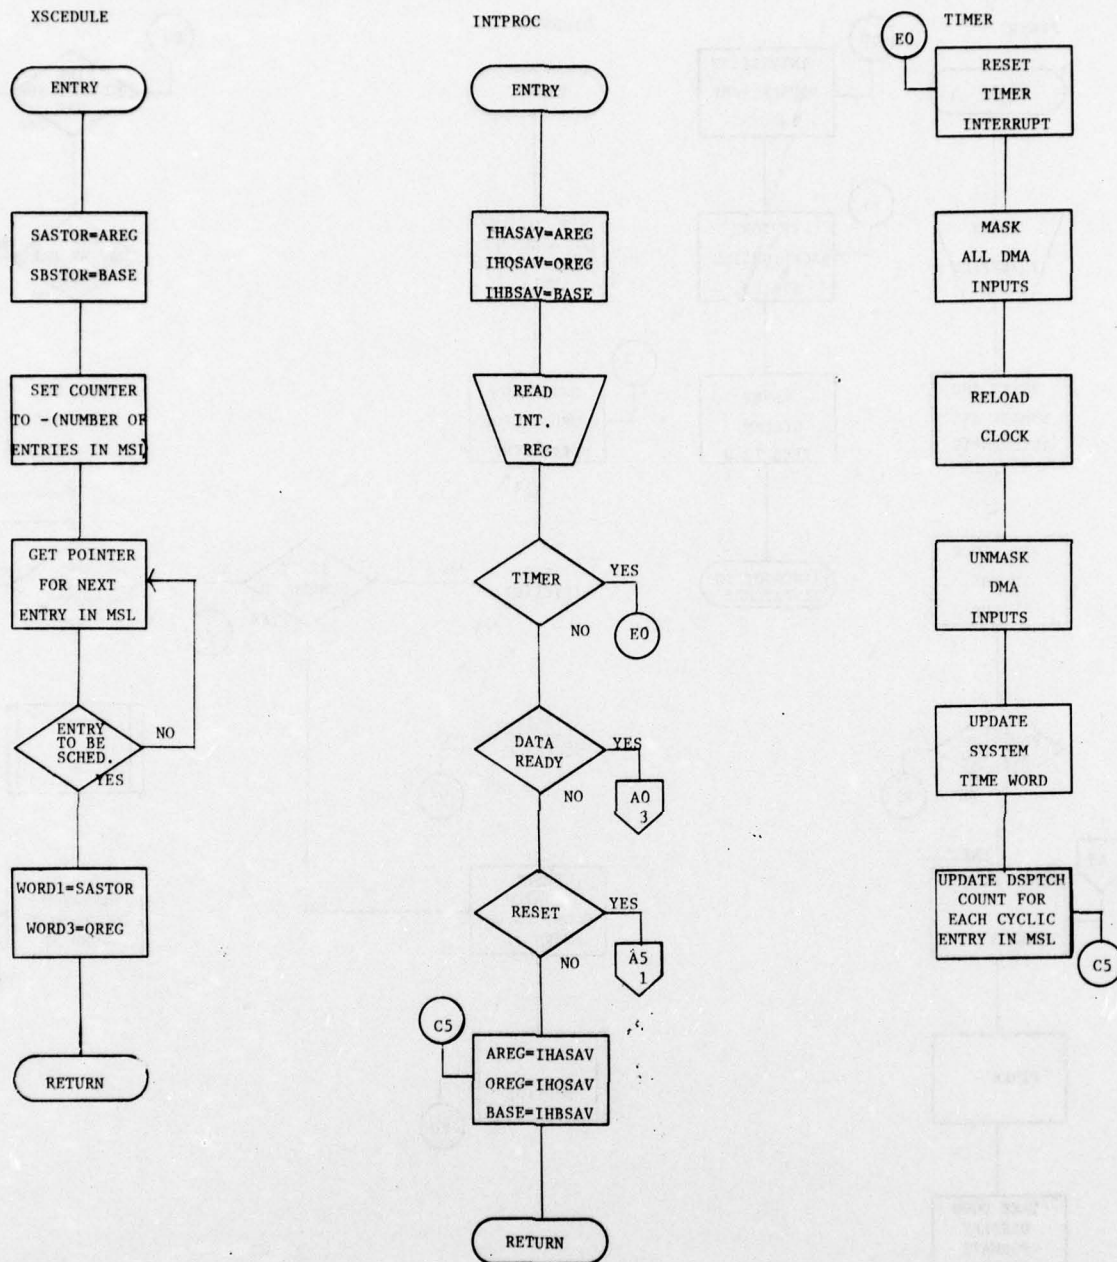 XSCEDULE
ENTRY
SASTOR=AREG
SBSTOR=BASE
SET COUNTER
TO -(NUMBER OF
ENTRIES IN MSL)
GET POINTER
FOR NEXT
ENTRY IN MSL
ENTRY
TO BE
SCHED.
NO
YES
WORD1=SASTOR
WORD3=QREG
RETURN
INTPROC
ENTRY
IHASAV=AREG
IHQSAV=QREG
IHBSAV=BASE
READ
INT.
REG
TIMER
YES
E0
NO
DATA
READY
YES
A0
3
NO
RESET
YES
A5
1
NO
C5
AREG=IHASAV
QREG=IHQSAV
BASE=IHBSAV
RETURN
TIMER
E0
RESET
TIMER
INTERRUPT
MASK
ALL DMA
INPUTS
RELOAD
CLOCK
UNMASK
DMA
INPUTS
UPDATE
SYSTEM
TIME WORD
UPDATE DSPTCH
COUNT FOR
EACH CYCLIC
ENTRY IN MSL
C5